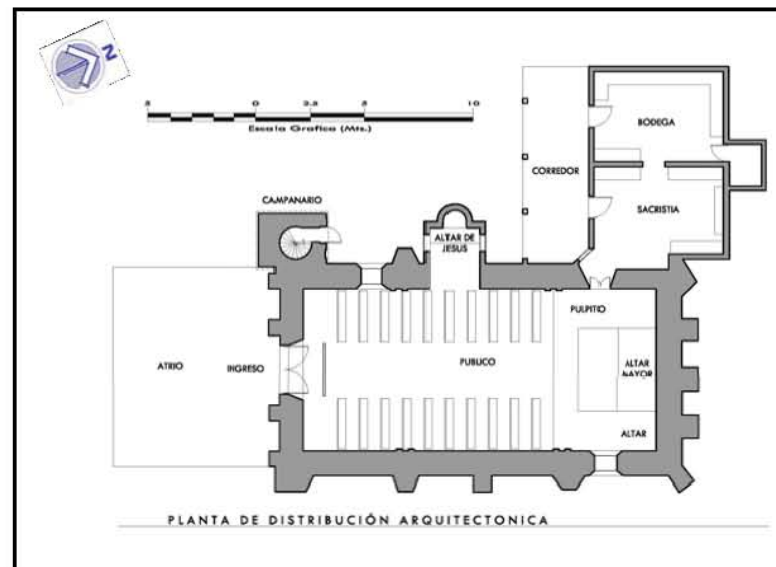 N
5 0 2.5 5 10
Escala Grafica (Mts.)
BODEGA
CORREDOR
SACRISTIA
CAMPANARIO
ALTAR DE
JESUS
PULPITIO
ATRIO
INGRESO
PUBLICO
ALTAR
MAYOR
ALTAR
PLANTA DE DISTRIBUCIÓN ARQUITECTONICA